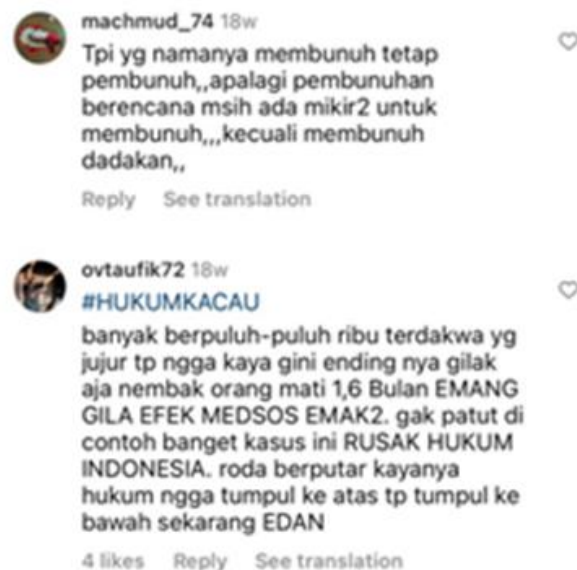 machmud_74 18w
Tpi yg namanya membunuh tetap
pembunuh,,apalagi pembunuhan
berencana msih ada mikir2 untuk
membunuh,,,kecuali membunuh
dadakan,,
Reply See translation
ovtaufik72 18w
#HUKUMKACAU
banyak berpuluh-puluh ribu terdakwa yg
jujur tp ngga kaya gini ending nya gilak
aja nembak orang mati 1,6 Bulan EMANG
GILA EFEK MEDSOS EMAK2. gak patut di
contoh banget kasus ini RUSAK HUKUM
INDONESIA. roda berputar kayanya
hukum ngga tumpul ke atas tp tumpul ke
bawah sekarang EDAN
4 likes Reply See translation